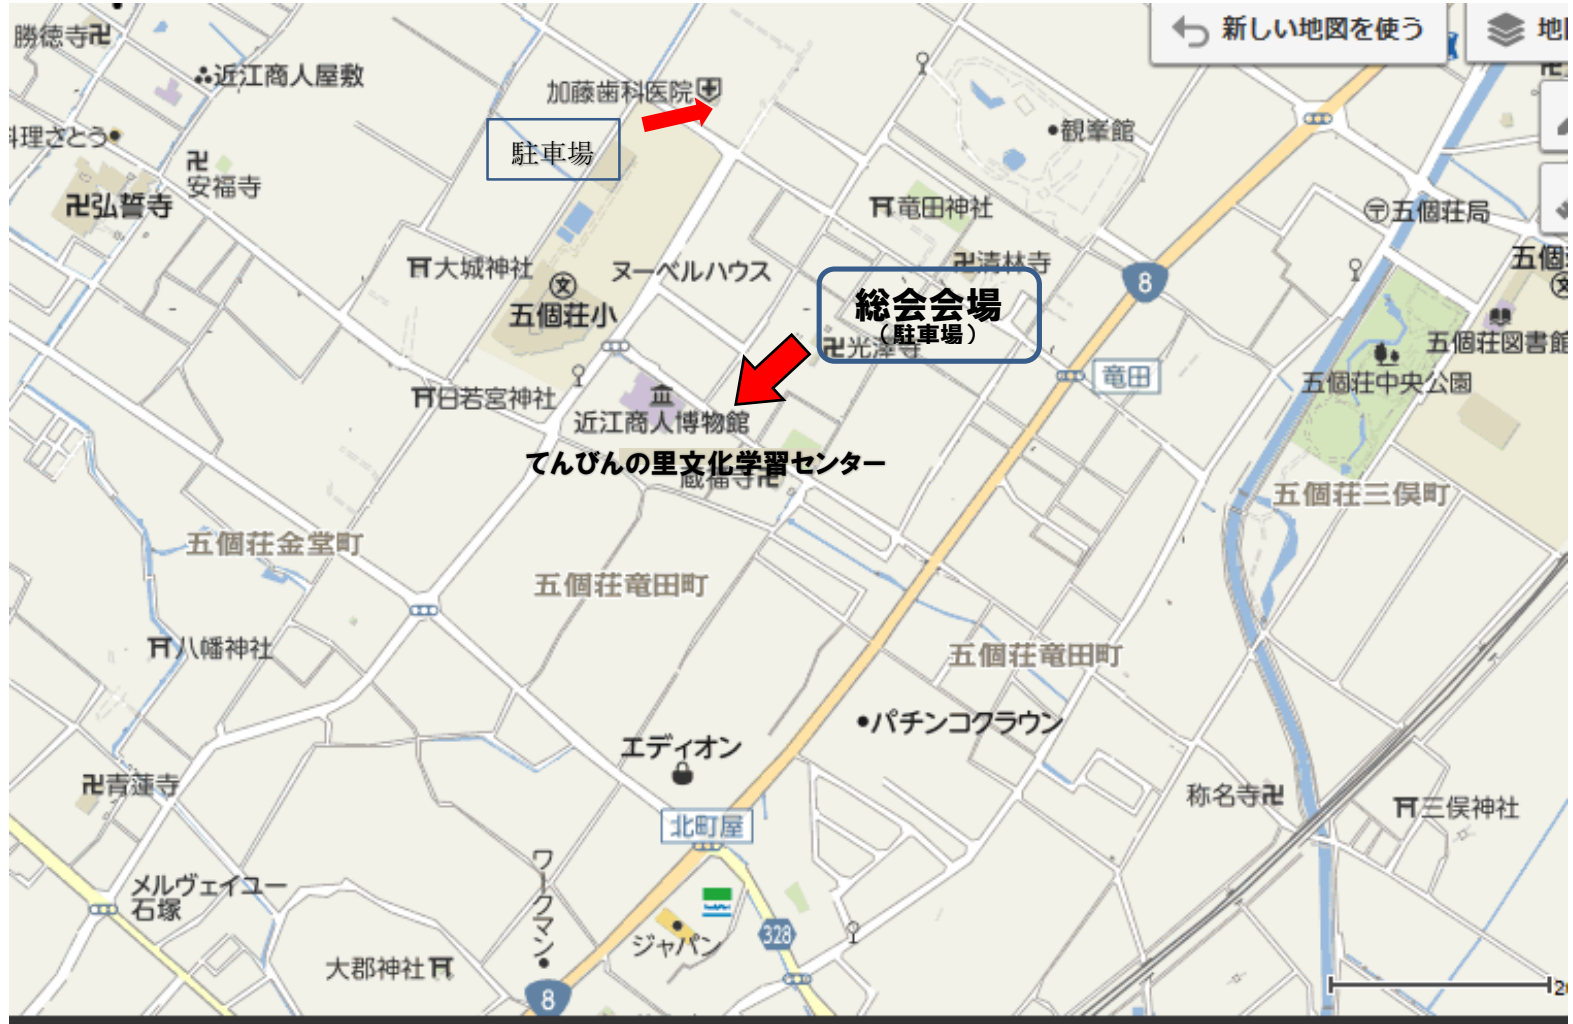 新しい地図を使う
地
勝徳寺
近江商人屋敷
加藤歯科医院
駐車場
観峯館
料理さとう
安福寺
弘誓寺
竜田神社
五個荘局
大城神社
ヌーベルハウス
清林寺
8
文
五個荘小
総会会場
(駐車場)
光澤寺
竜田
五個荘図書館
五個荘中央公園
日若宮神社
近江商人博物館
てんびんの里文化学習センター
蔵福寺
五個荘三俣町
五個荘金堂町
五個荘竜田町
八幡神社
五個荘竜田町
パチンコクラウン
エディオン
青蓮寺
称名寺
三俣神社
北町屋
メルヴェイユー
石塚
ワークマン
ジャパン
328
大郡神社
8